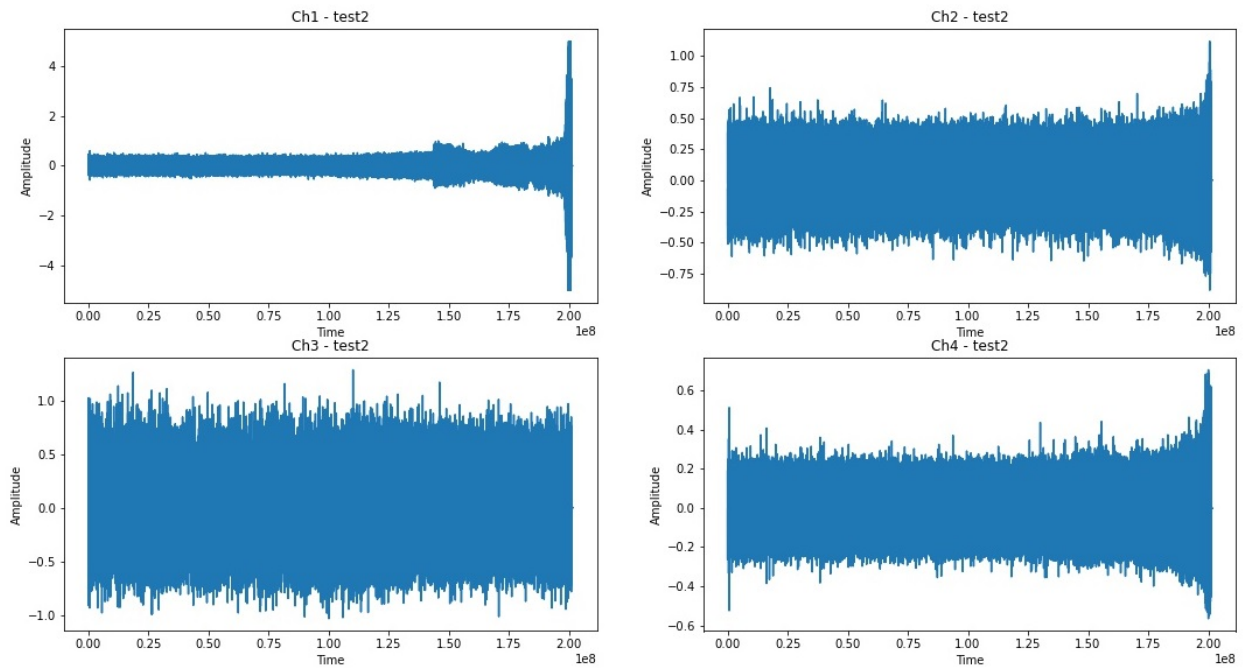 Ch1 - test2
Amplitude
4
2
0
−2
−4
0.00 0.25 0.50 0.75 1.00 1.25 1.50 1.75 2.00
Time
1e8
Ch2 - test2
Amplitude
1.00
0.75
0.50
0.25
0.00
−0.25
−0.50
−0.75
0.00 0.25 0.50 0.75 1.00 1.25 1.50 1.75 2.00
Time
1e8
Ch3 - test2
Amplitude
1.0
0.5
0.0
−0.5
−1.0
0.00 0.25 0.50 0.75 1.00 1.25 1.50 1.75 2.00
Time
1e8
Ch4 - test2
Amplitude
0.6
0.4
0.2
0.0
−0.2
−0.4
−0.6
0.00 0.25 0.50 0.75 1.00 1.25 1.50 1.75 2.00
Time
1e8